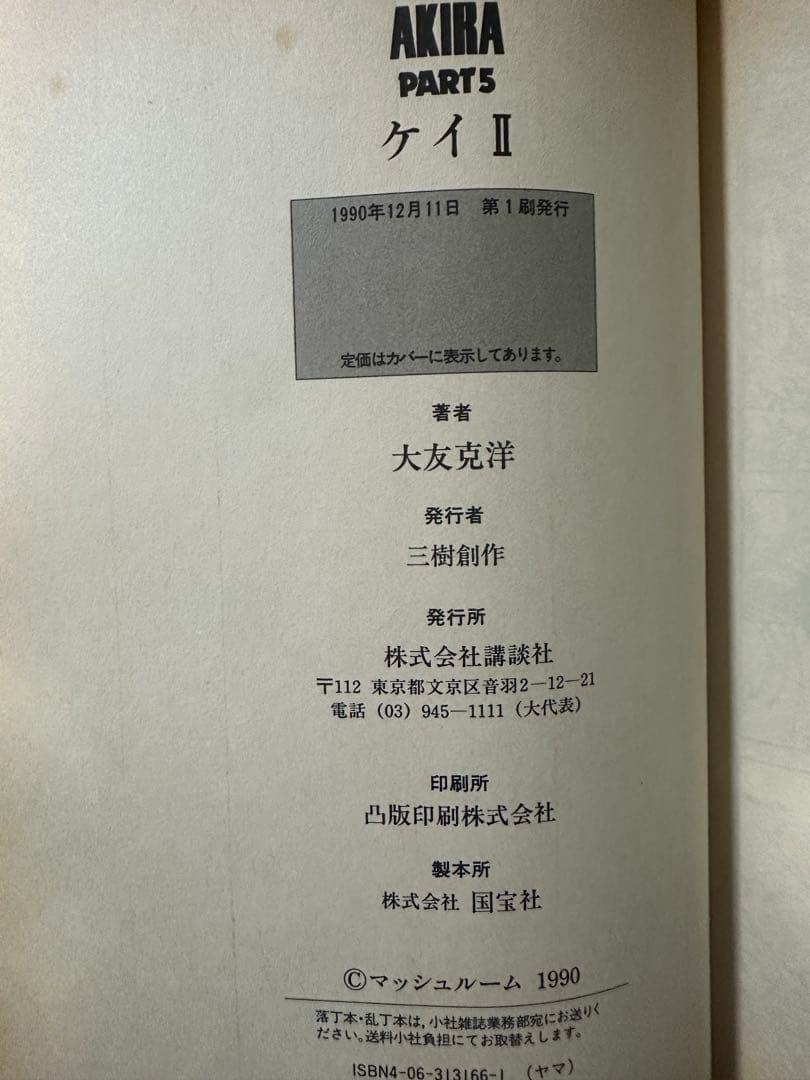 AKIRA
PART5
ケイⅡ
1990年12月11日 第1刷発行
定価はカバーに表示してあります。
著者
大友克洋
発行者
三樹創作
発行所
株式会社講談社
〒112 東京都文京区音羽2―12―21
電話(03)945―1111(大代表)
印刷所
凸版印刷株式会社
製本所
株式会社 国宝社
©マッシュルーム 1990
落丁本・乱丁本は,小社雑誌業務部宛にお送りく
ださい。送料小社負担にてお取替えします。
ISBN4-06-313166-1 (ヤマ)